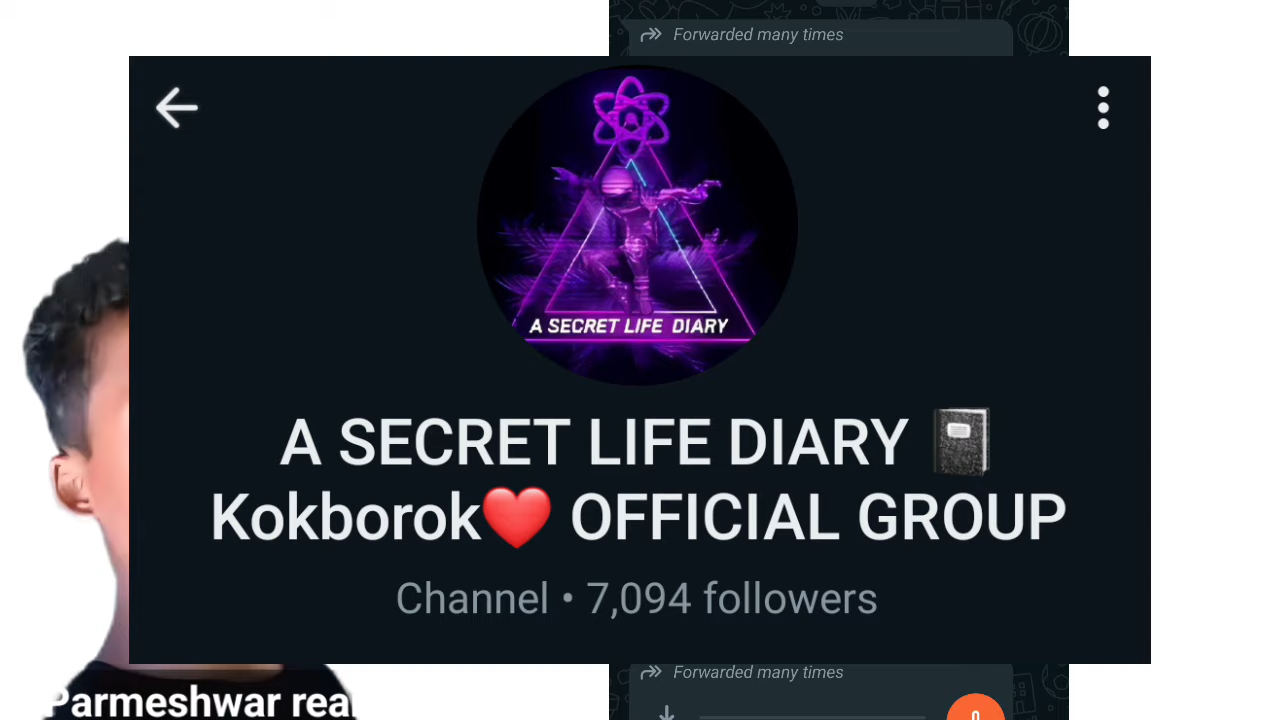 Forwarded many times
A SECRET LIFE DIARY
A SECRET LIFE DIARY
Kokborok❤️ OFFICIAL GROUP
Channel • 7,094 followers
Forwarded many times
Parmeshwar real